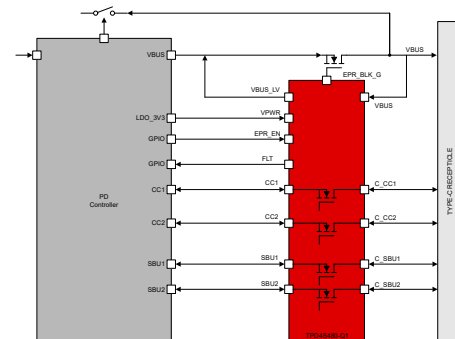 VBUS
VBUS
EPR_BLK_G
VBUS_LV
VBUS
LDO_3V3
VPWR
GPIO
EPR_EN
GPIO
FLT
CC1
CC1
C_CC1
PD
Controller
CC2
CC2
C_CC2
SBU1
SBU1
C_SBU1
SBU2
SBU2
C_SBU2
TYPE-C RECEPTICLE